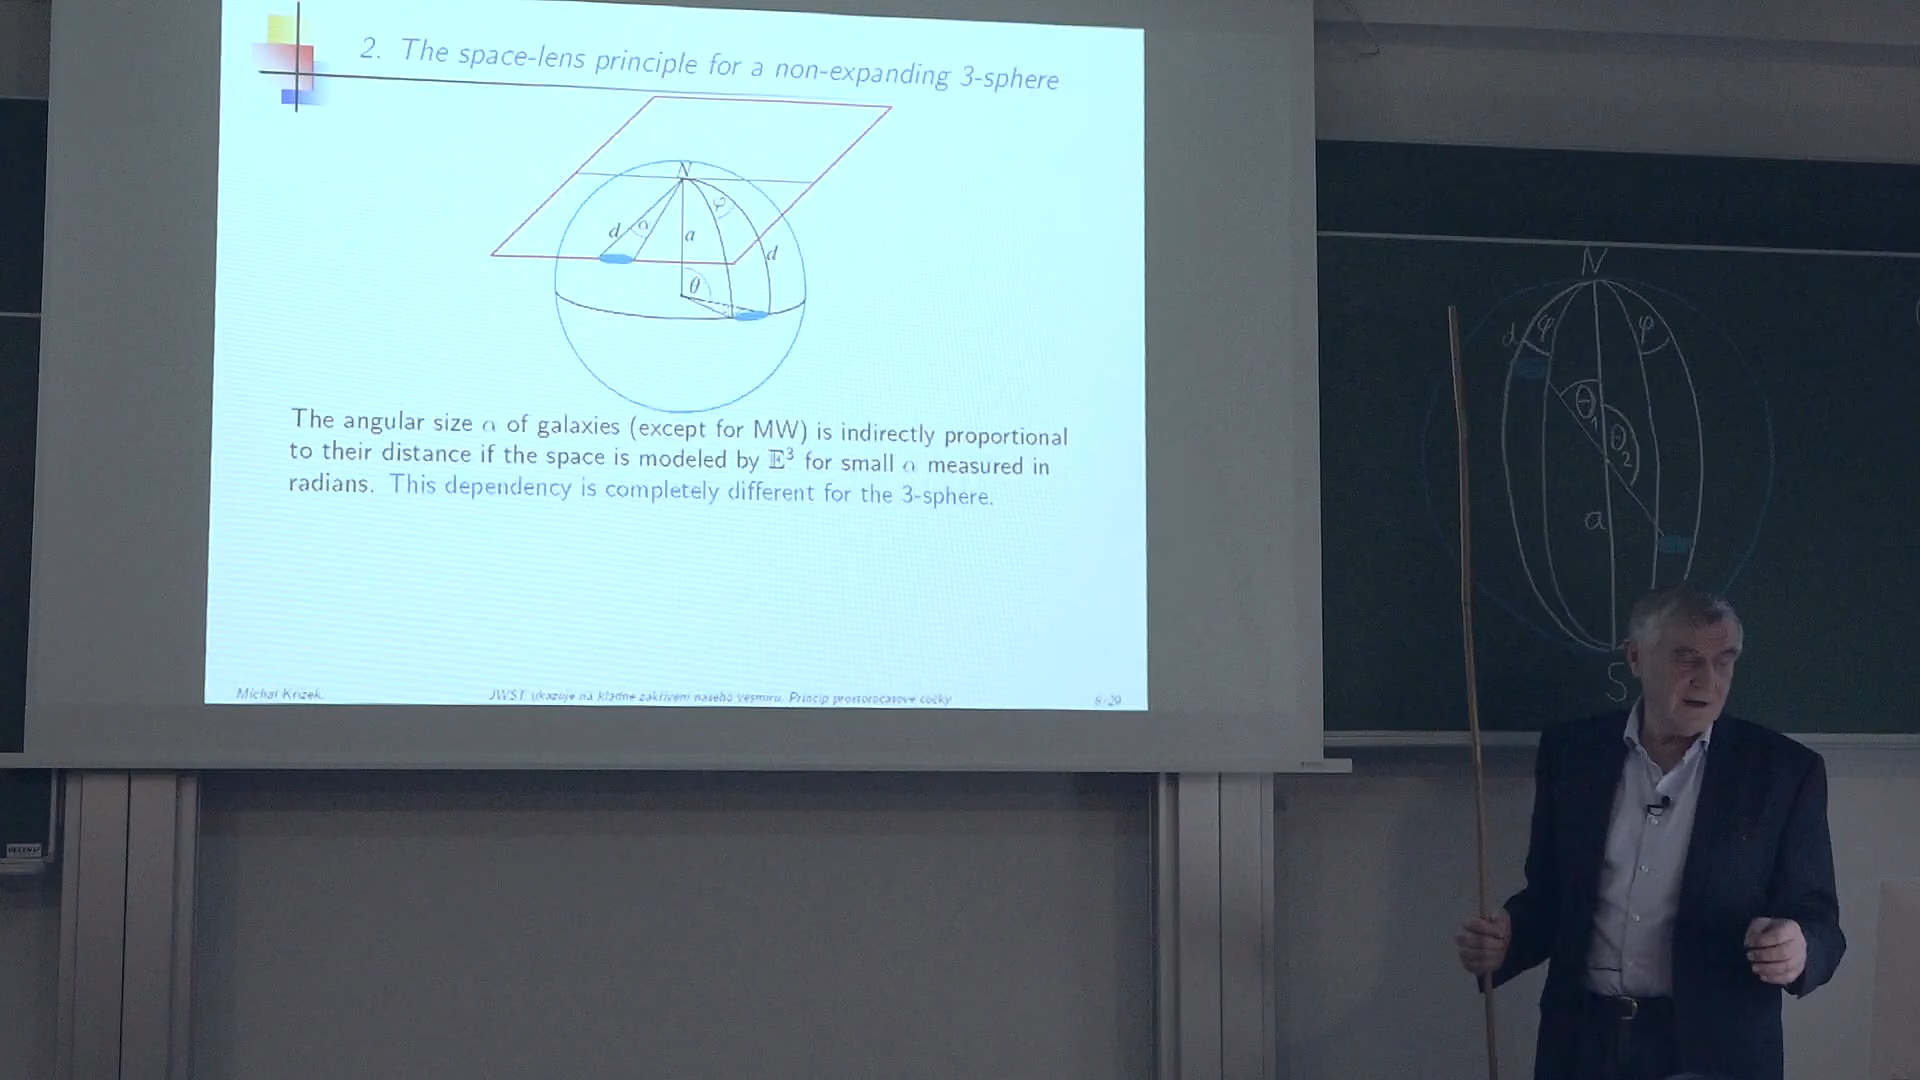 2. The space-lens principle for a non-expanding 3-sphere
N
φ
d α
a
d
θ
The angular size α of galaxies (except for MW) is indirectly proportional
to their distance if the space is modeled by 𝔼³ for small α measured in
radians. This dependency is completely different for the 3-sphere.
Michal Křížek
JWST ukazuje na kladné zakřivení našeho vesmíru. Princip prostoročasové čočky
8/29
N
d φ φ
θ₁
θ₂
a
S